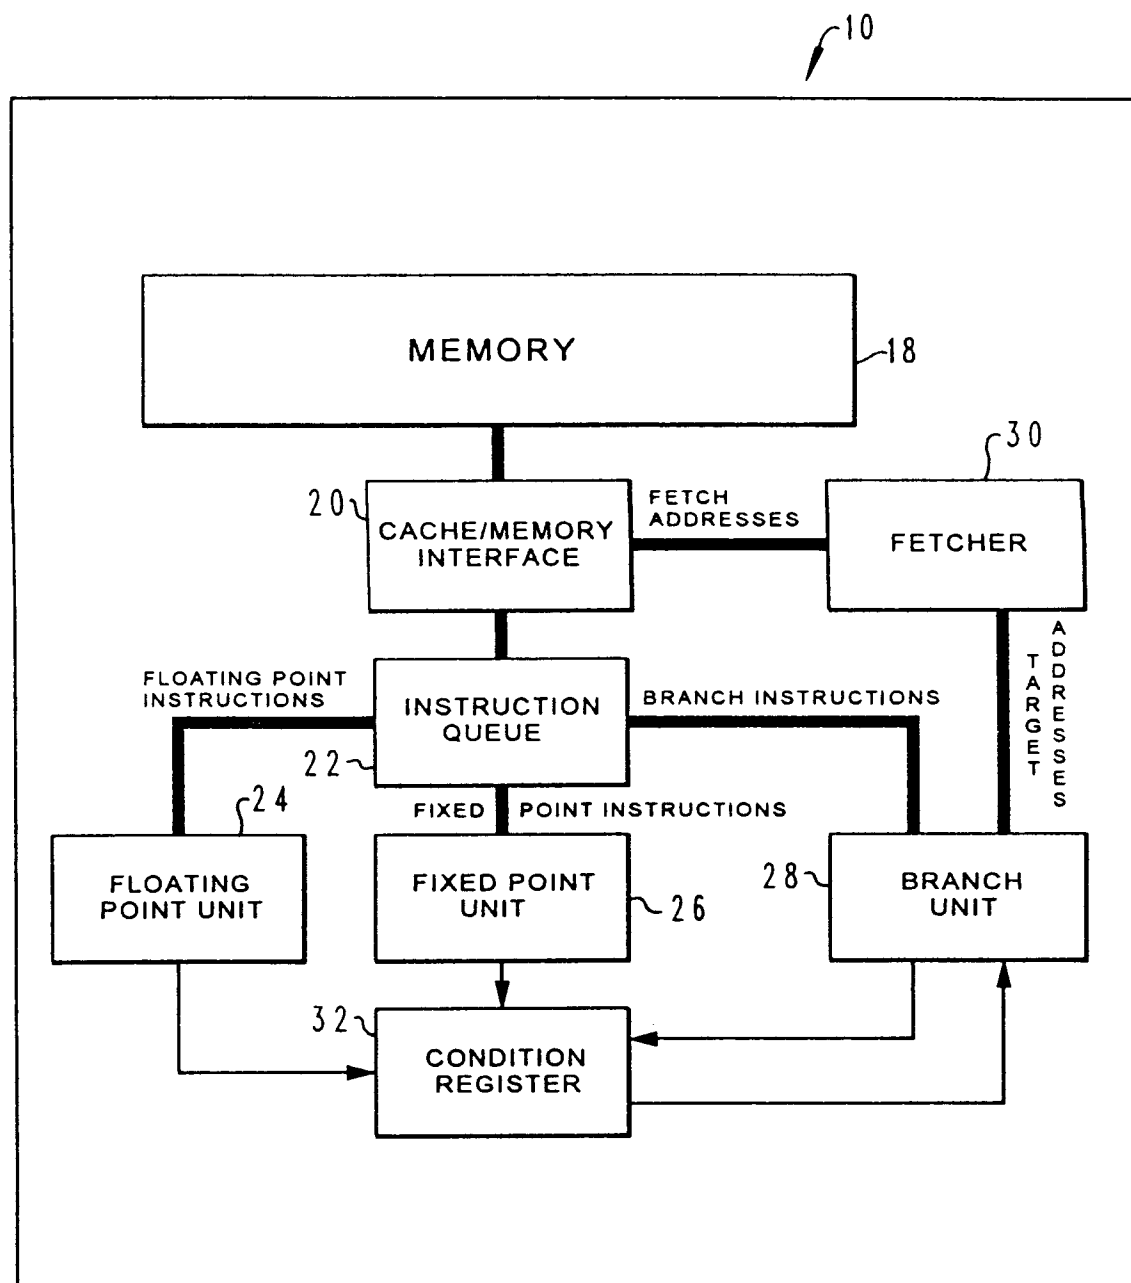 10
MEMORY
18
30
20
CACHE/MEMORY
INTERFACE
FETCH
ADDRESSES
FETCHER
FLOATING POINT
INSTRUCTIONS
INSTRUCTION
QUEUE
22
BRANCH INSTRUCTIONS
TARGET
ADDRESSES
FIXED POINT INSTRUCTIONS
24
FLOATING
POINT UNIT
FIXED POINT
UNIT
26
28
BRANCH
UNIT
32
CONDITION
REGISTER